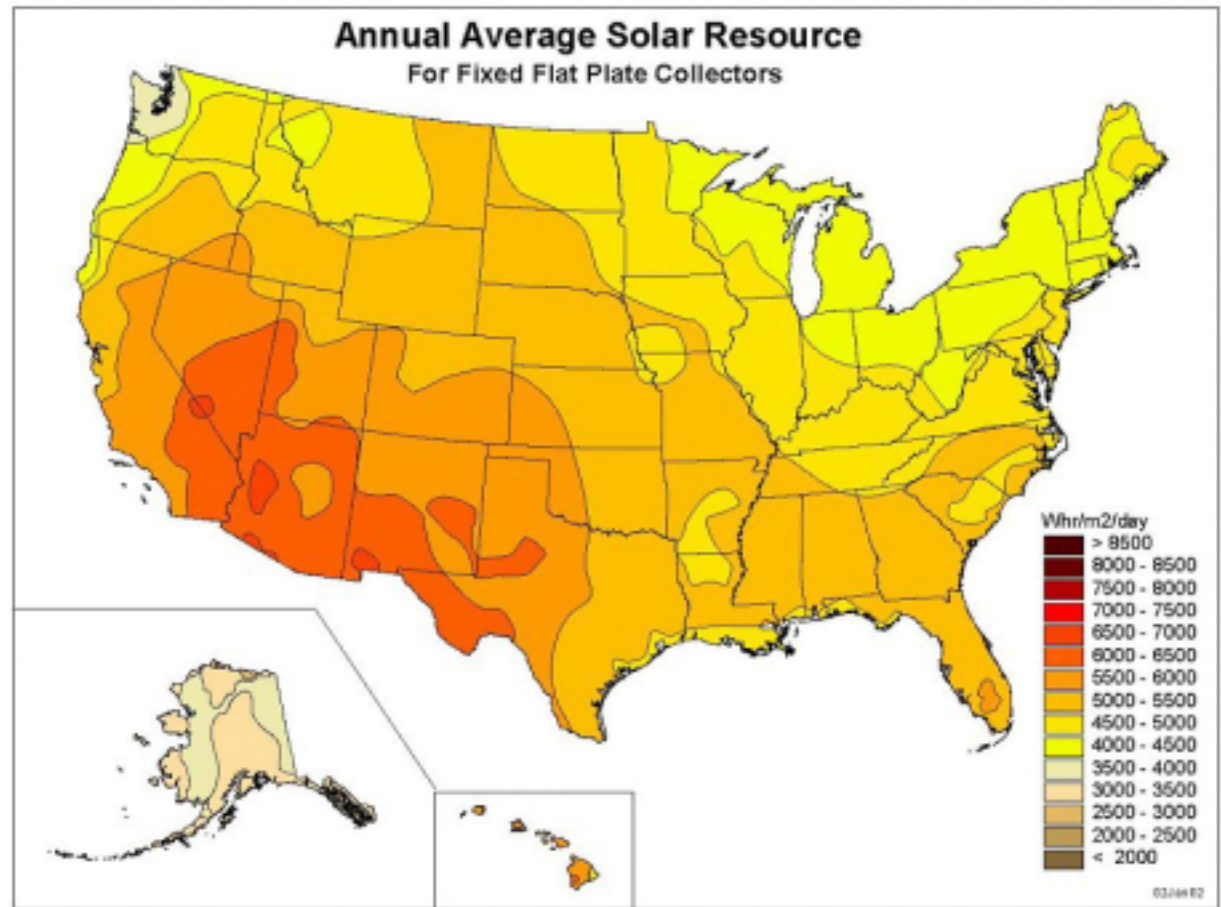 Annual Average Solar Resource
For Fixed Flat Plate Collectors
Whr/m2/day
> 8500
8000 - 8500
7500 - 8000
7000 - 7500
6500 - 7000
6000 - 6500
5500 - 6000
5000 - 5500
4500 - 5000
4000 - 4500
3500 - 4000
3000 - 3500
2500 - 3000
2000 - 2500
< 2000